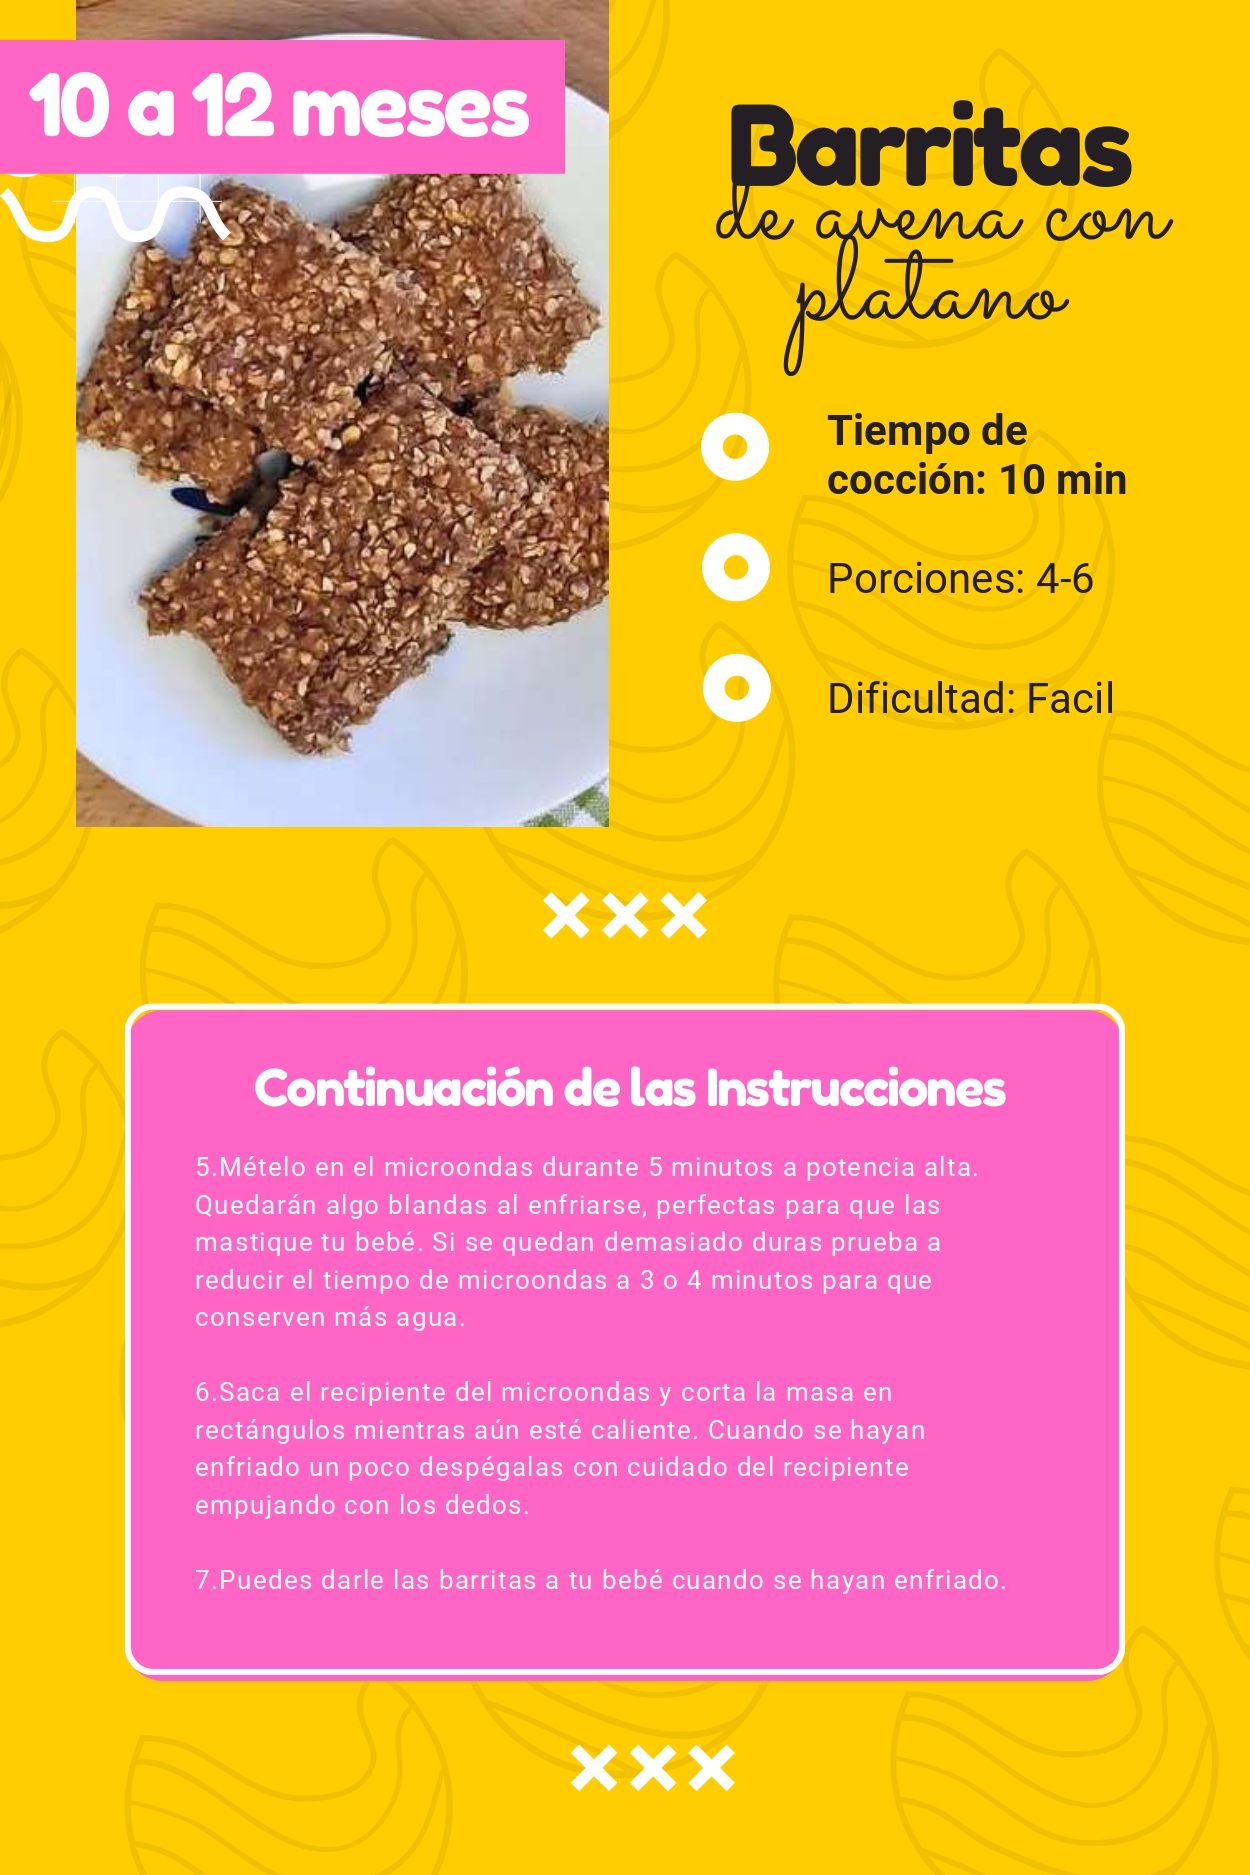 10 a 12 meses
Barritas
de avena con
platano
Tiempo de
cocción: 10 min
Porciones: 4-6
Dificultad: Facil
Continuación de las Instrucciones
5.Mételo en el microondas durante 5 minutos a potencia alta.
Quedarán algo blandas al enfriarse, perfectas para que las
mastique tu bebé. Si se quedan demasiado duras prueba a
reducir el tiempo de microondas a 3 o 4 minutos para que
conserven más agua.
6.Saca el recipiente del microondas y corta la masa en
rectángulos mientras aún esté caliente. Cuando se hayan
enfriado un poco despégalas con cuidado del recipiente
empujando con los dedos.
7.Puedes darle las barritas a tu bebé cuando se hayan enfriado.